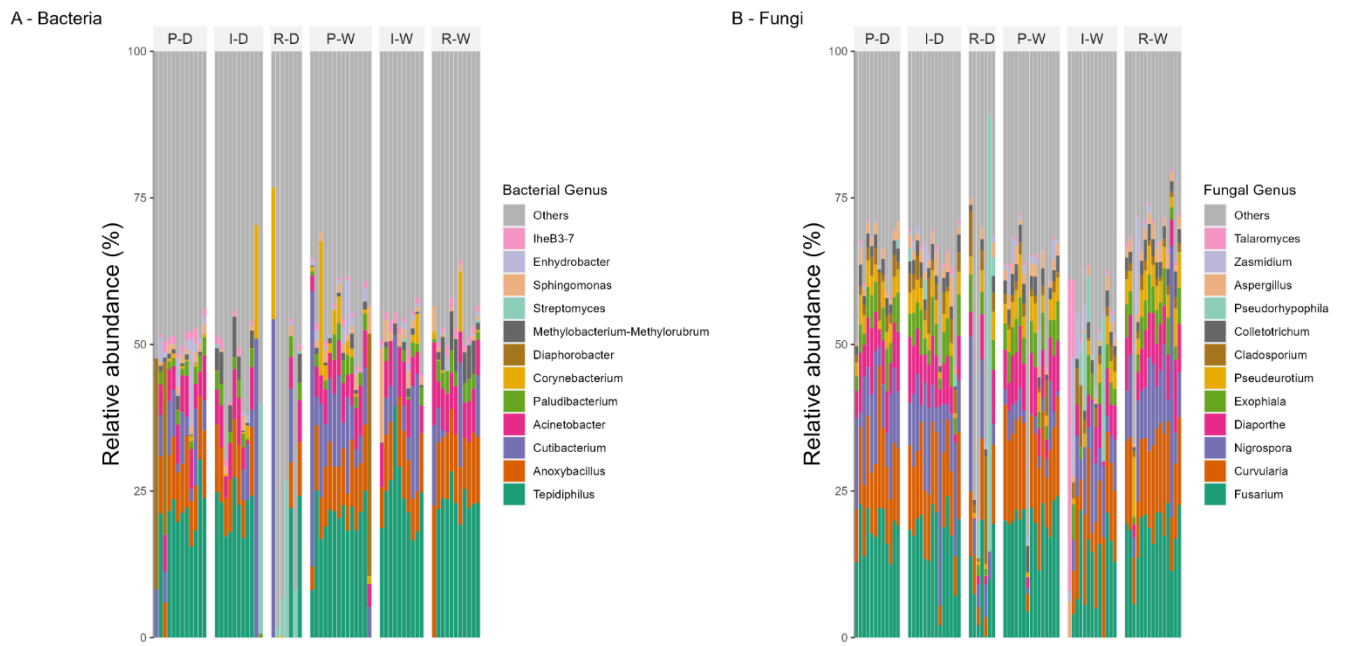 A - Bacteria
P-D I-D R-D P-W I-W R-W
Relative abundance (%)
100
75
50
25
0
Bacterial Genus
Others
IheB3-7
Enhydrobacter
Sphingomonas
Streptomyces
Methylobacterium-Methylorubrum
Diaphorobacter
Corynebacterium
Paludibacterium
Acinetobacter
Cutibacterium
Anoxybacillus
Tepidiphilus
B - Fungi
P-D I-D R-D P-W I-W R-W
Relative abundance (%)
100
75
50
25
0
Fungal Genus
Others
Talaromyces
Zasmidium
Aspergillus
Pseudorhypophila
Colletotrichum
Cladosporium
Pseudeurotium
Exophiala
Diaporthe
Nigrospora
Curvularia
Fusarium